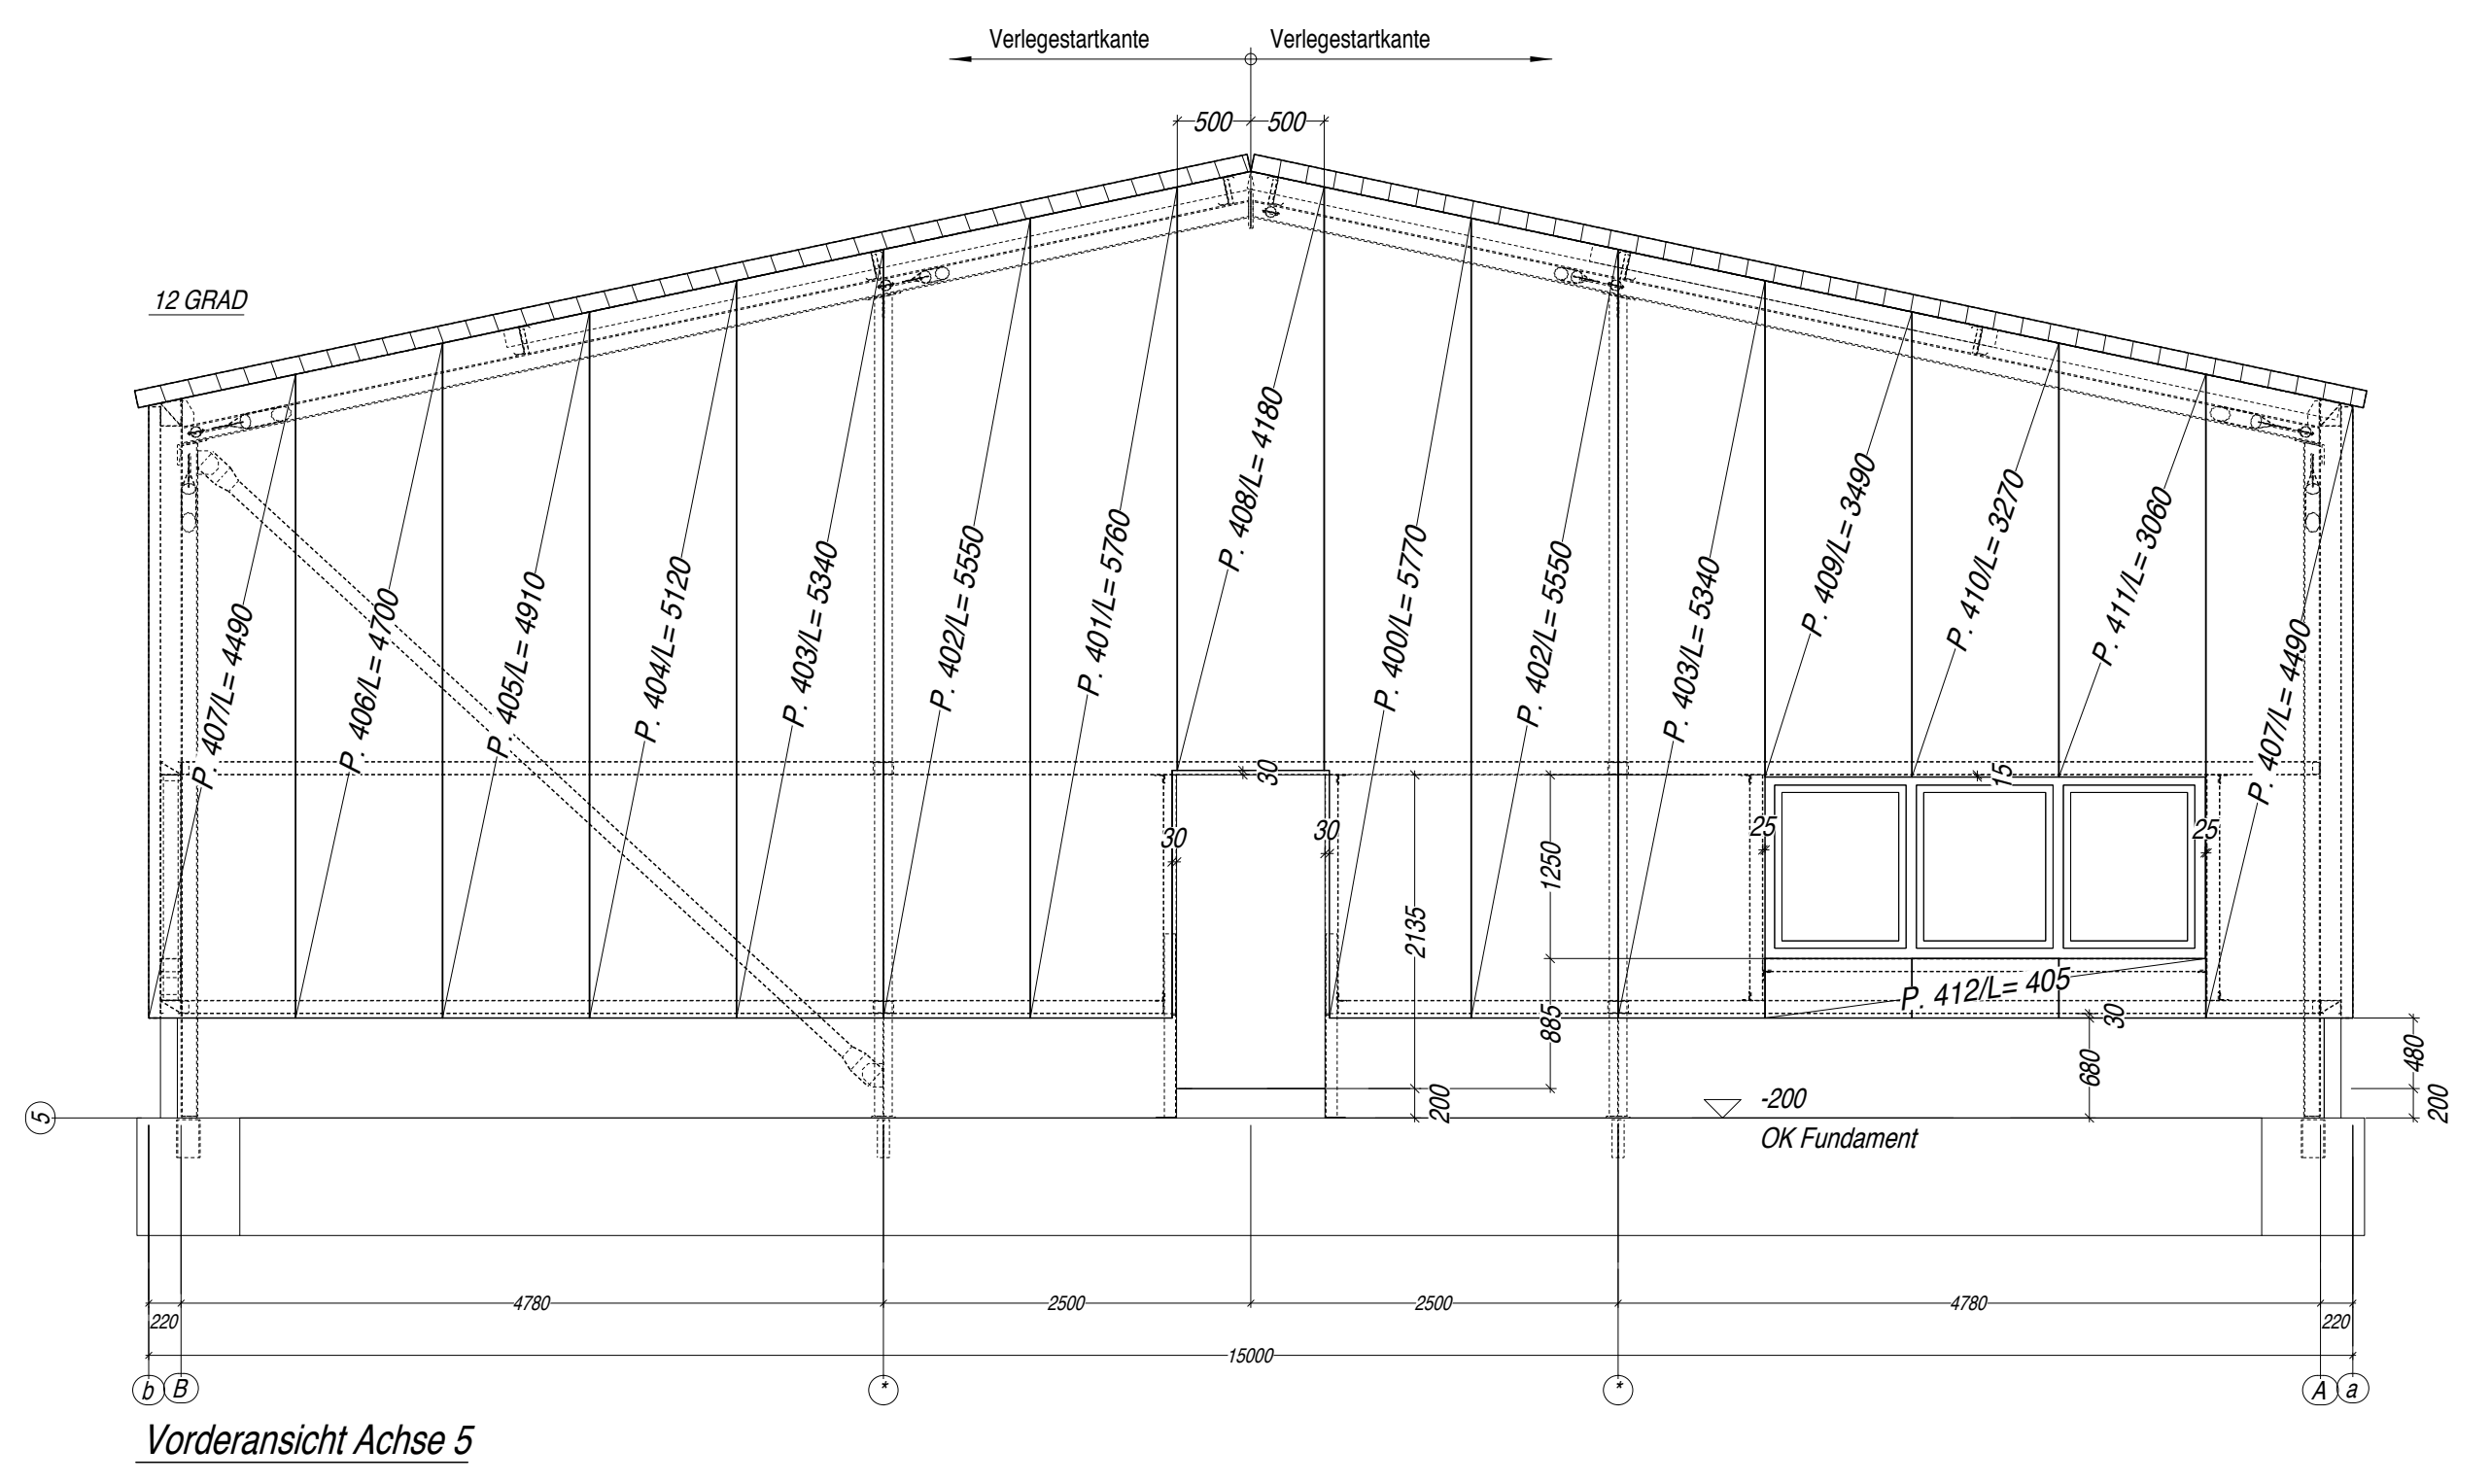 Verlegestartkante
Verlegestartkante
500
500
12 GRAD
P. 407/L= 4490
P. 406/L= 4700
P. 405/L= 4910
P. 404/L= 5120
P. 403/L= 5340
P. 402/L= 5550
P. 401/L= 5760
P. 408/L= 4180
P. 400/L= 5770
P. 402/L= 5550
P. 403/L= 5340
P. 409/L= 3490
P. 410/L= 3270
P. 411/L= 3060
P. 407/L= 4490
30
15
30
30
25
25
1250
2135
P. 412/L= 405
885
30
680
480
200
200
-200
OK Fundament
5
4780
2500
2500
4780
220
220
15000
b
B
*
*
A
a
Vorderansicht Achse 5